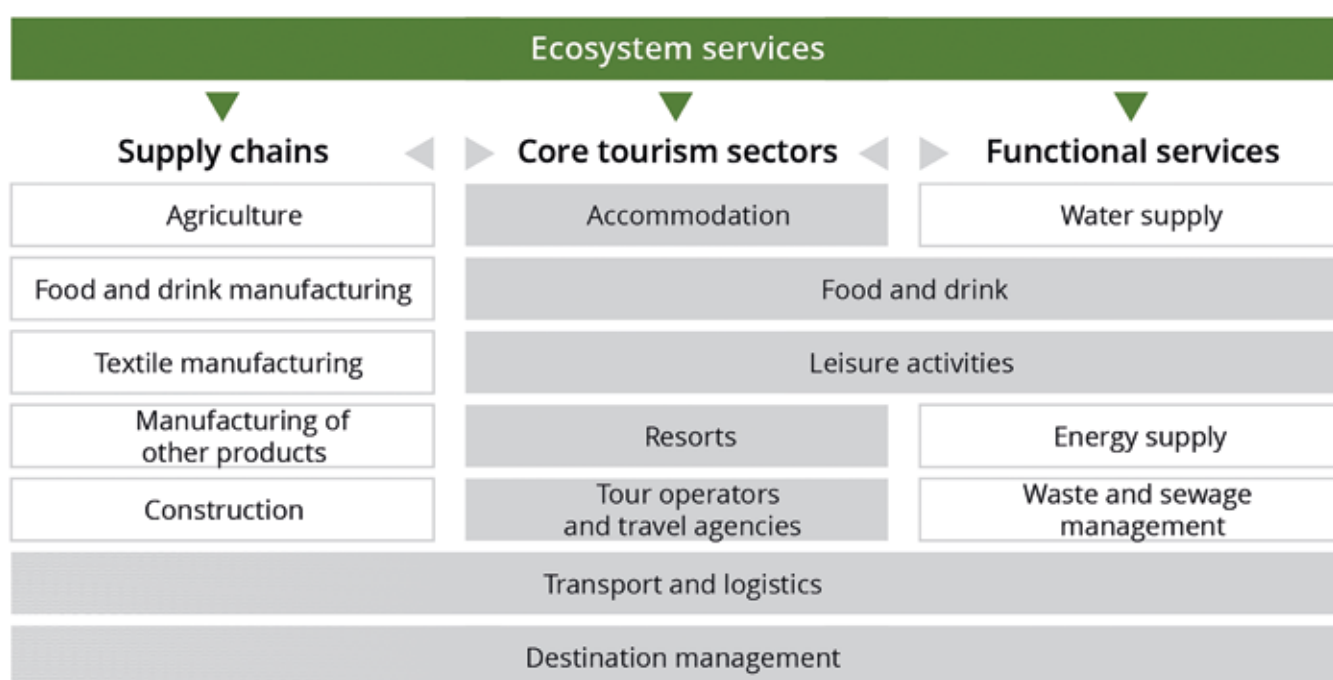 Ecosystem services
Supply chains
Core tourism sectors
Functional services
Agriculture
Accommodation
Water supply
Food and drink manufacturing
Food and drink
Textile manufacturing
Leisure activities
Manufacturing of
other products
Resorts
Energy supply
Construction
Tour operators
and travel agencies
Waste and sewage
management
Transport and logistics
Destination management